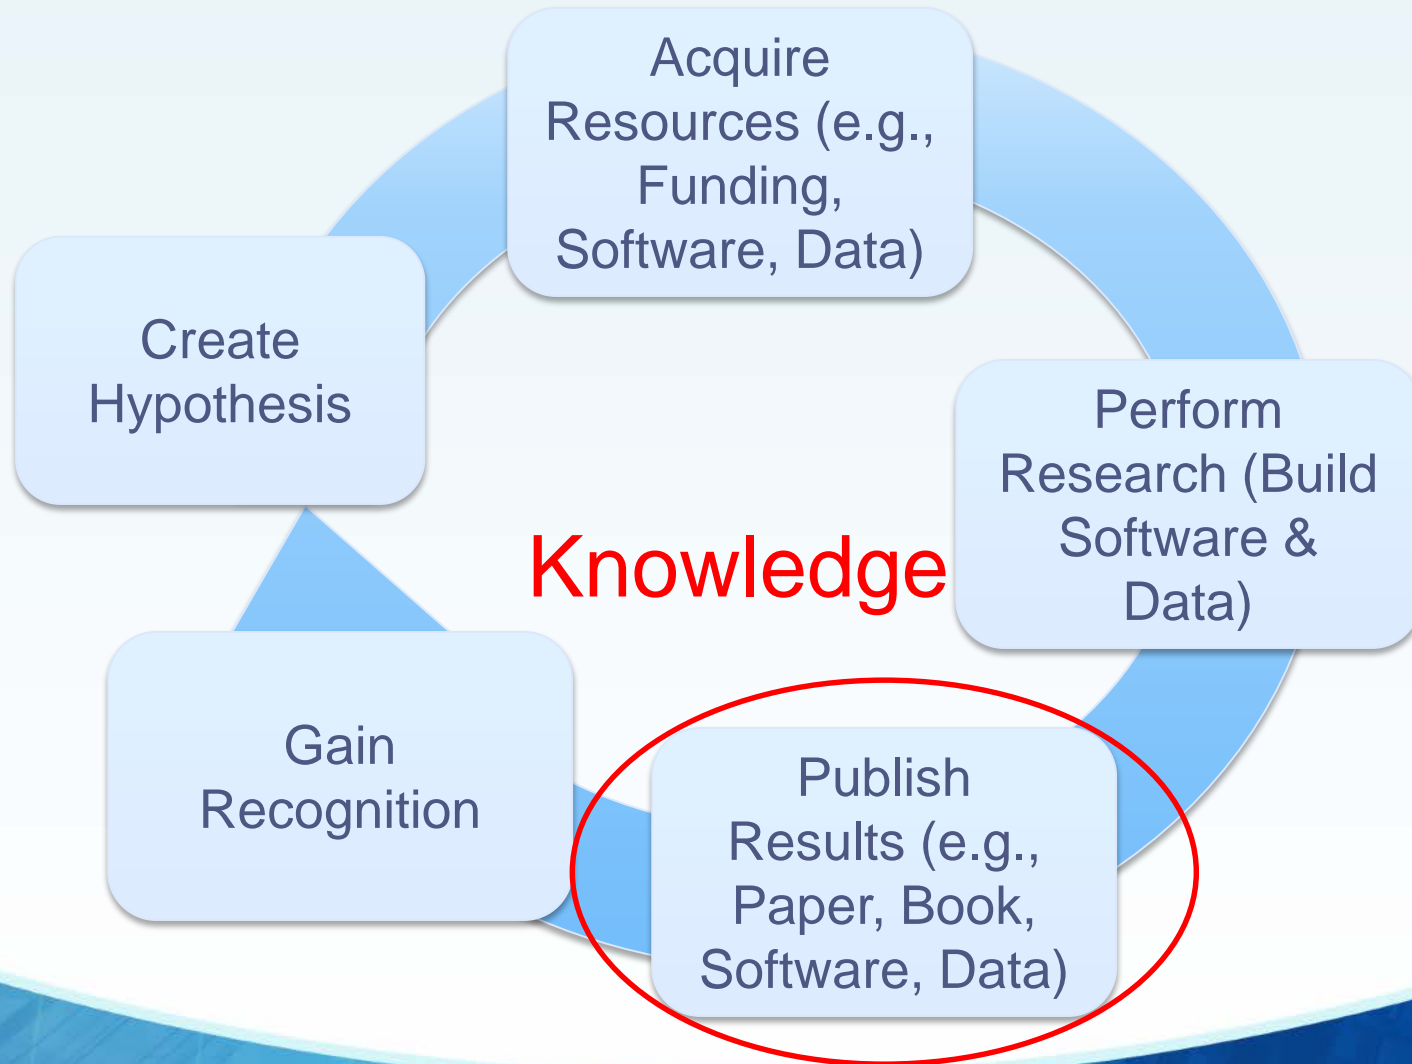 Acquire
Resources (e.g.,
Funding,
Software, Data)
Create
Hypothesis
Perform
Research (Build
Software &
Data)
Knowledge
Gain
Recognition
Publish
Results (e.g.,
Paper, Book,
Software, Data)